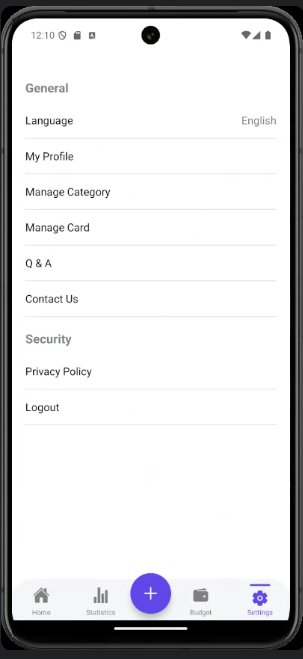 12:10
General
Language English
My Profile
Manage Category
Manage Card
Q & A
Contact Us
Security
Privacy Policy
Logout
Home Statistics Budget Settings